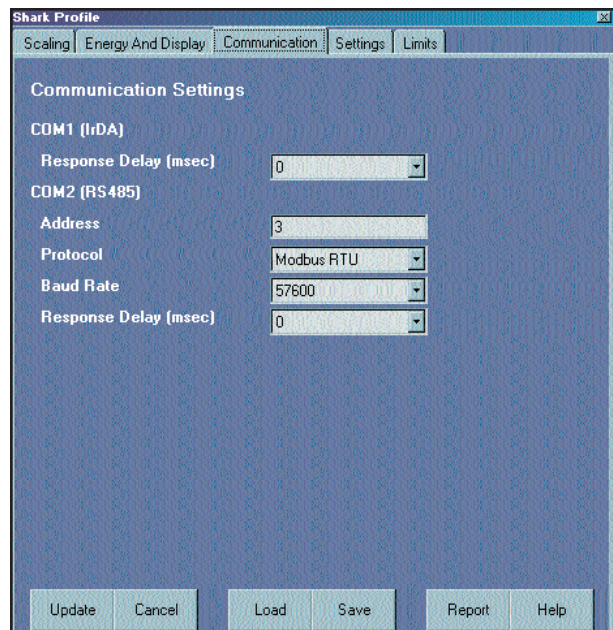 Shark Profile
Scaling Energy And Display Communication Settings Limits
Communication Settings
COM1 (IrDA)
Response Delay (msec) 0
COM2 (RS485)
Address 3
Protocol Modbus RTU
Baud Rate 57600
Response Delay (msec) 0
Update Cancel Load Save Report Help